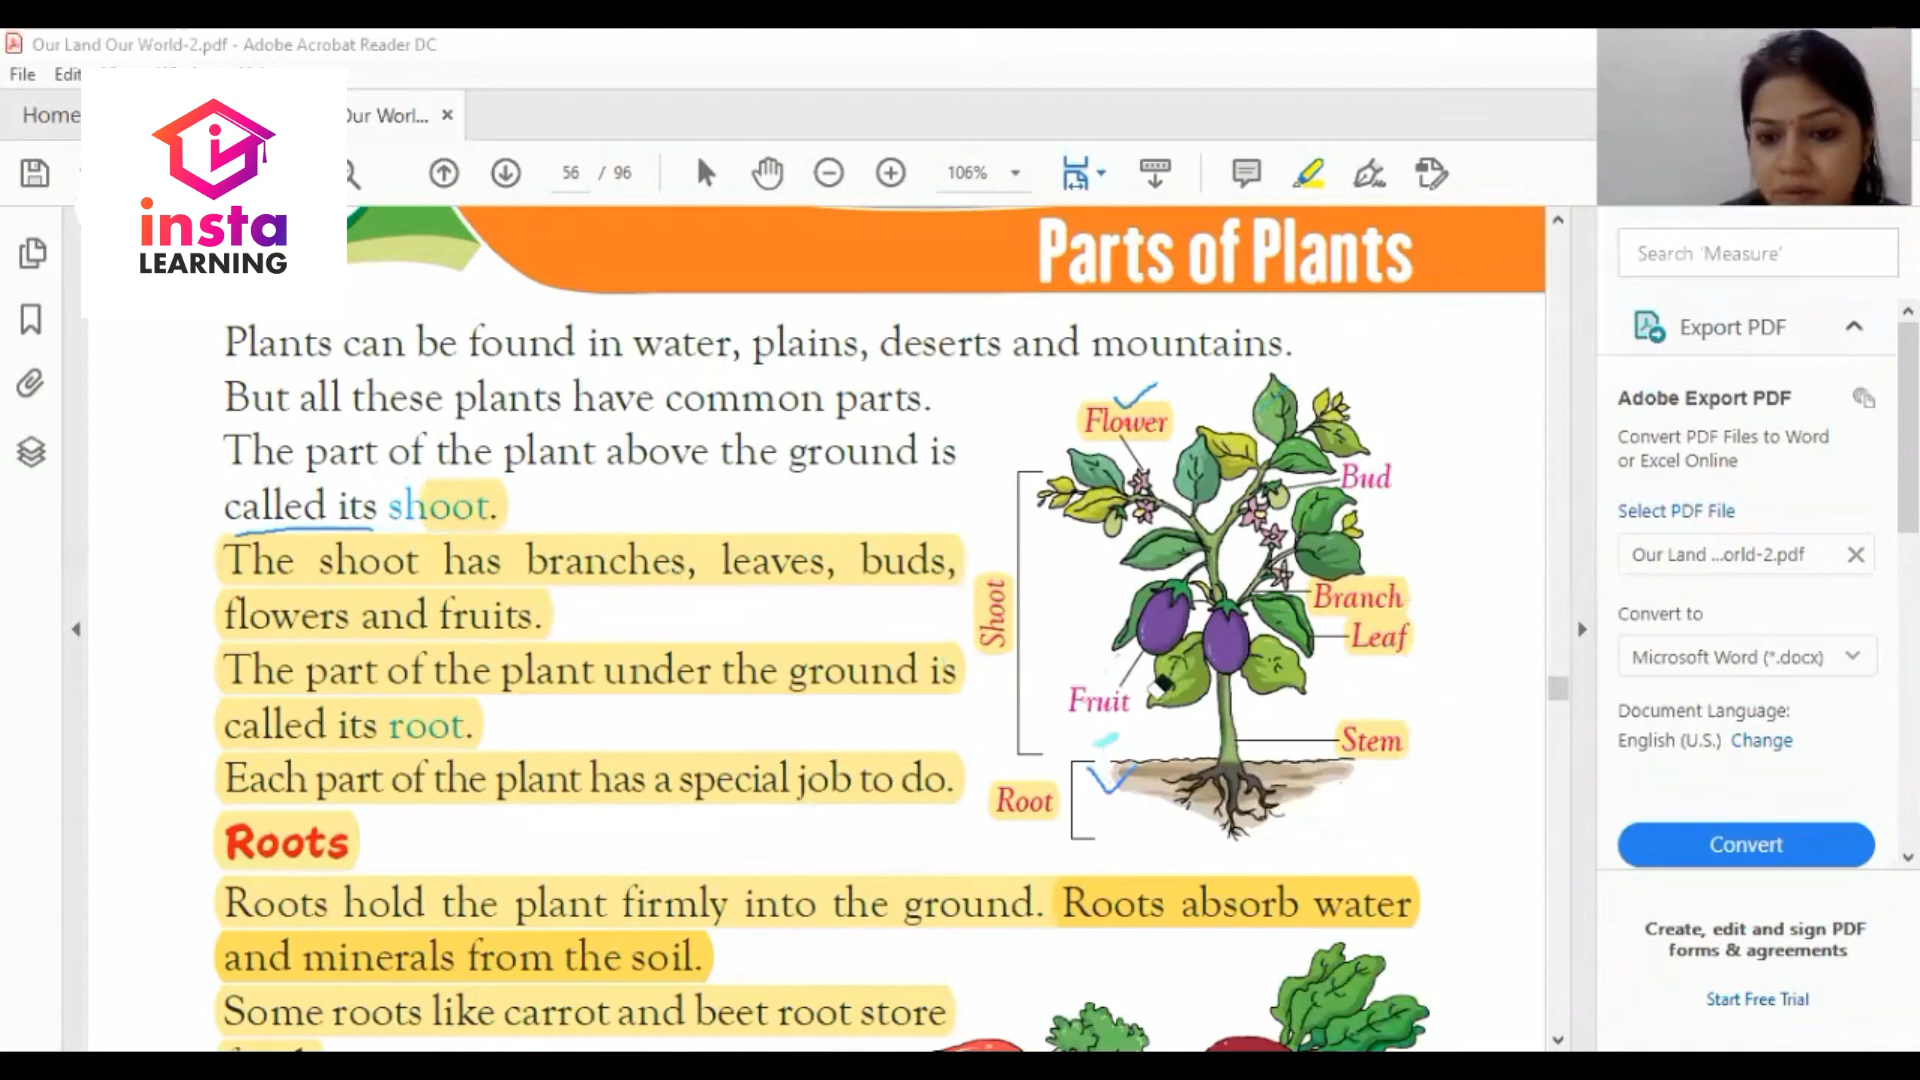 Our Land Our World-2.pdf - Adobe Acrobat Reader DC
File Edit
Home Our Worl... ×
56 / 96 106%
insta
LEARNING
Parts of Plants
Plants can be found in water, plains, deserts and mountains.
But all these plants have common parts.
The part of the plant above the ground is
called its shoot.
The shoot has branches, leaves, buds,
flowers and fruits.
The part of the plant under the ground is
called its root.
Each part of the plant has a special job to do.
Flower
Bud
Shoot
Branch
Leaf
Fruit
Stem
Root
Roots
Roots hold the plant firmly into the ground. Roots absorb water
and minerals from the soil.
Some roots like carrot and beet root store
Search 'Measure'
Export PDF
Adobe Export PDF
Convert PDF Files to Word
or Excel Online
Select PDF File
Our Land ...orld-2.pdf
Convert to
Microsoft Word (*.docx)
Document Language:
English (U.S.) Change
Convert
Create, edit and sign PDF
forms & agreements
Start Free Trial